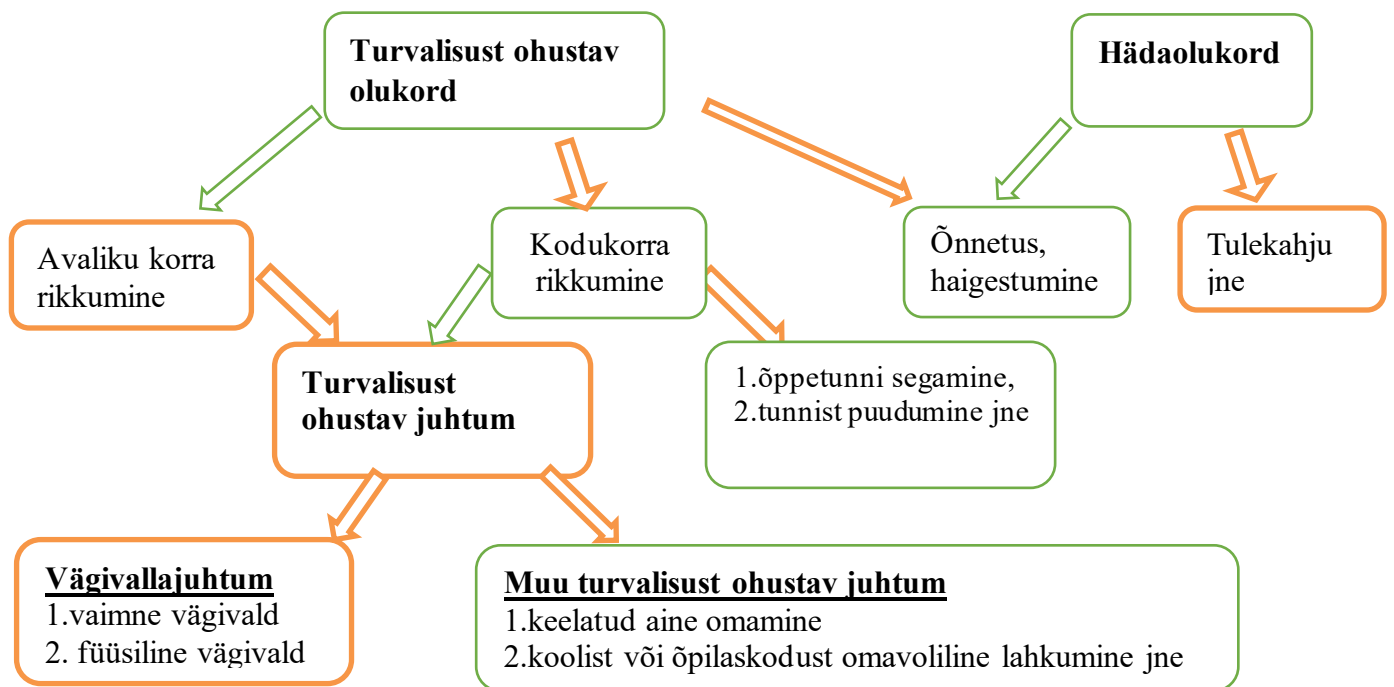 Turvalisust ohustav
olukord
Hädaolukord
Avaliku korra
rikkumine
Kodukorra
rikkumine
Õnnetus,
haigestumine
Tulekahju
jne
Turvalisust
ohustav juhtum
1.õppetunni segamine,
2.tunnist puudumine jne
Vägivallajuhtum
1.vaimne vägivald
2. füüsiline vägivald
Muu turvalisust ohustav juhtum
1.keelatud aine omamine
2.koolist või õpilaskodust omavoliline lahkumine jne